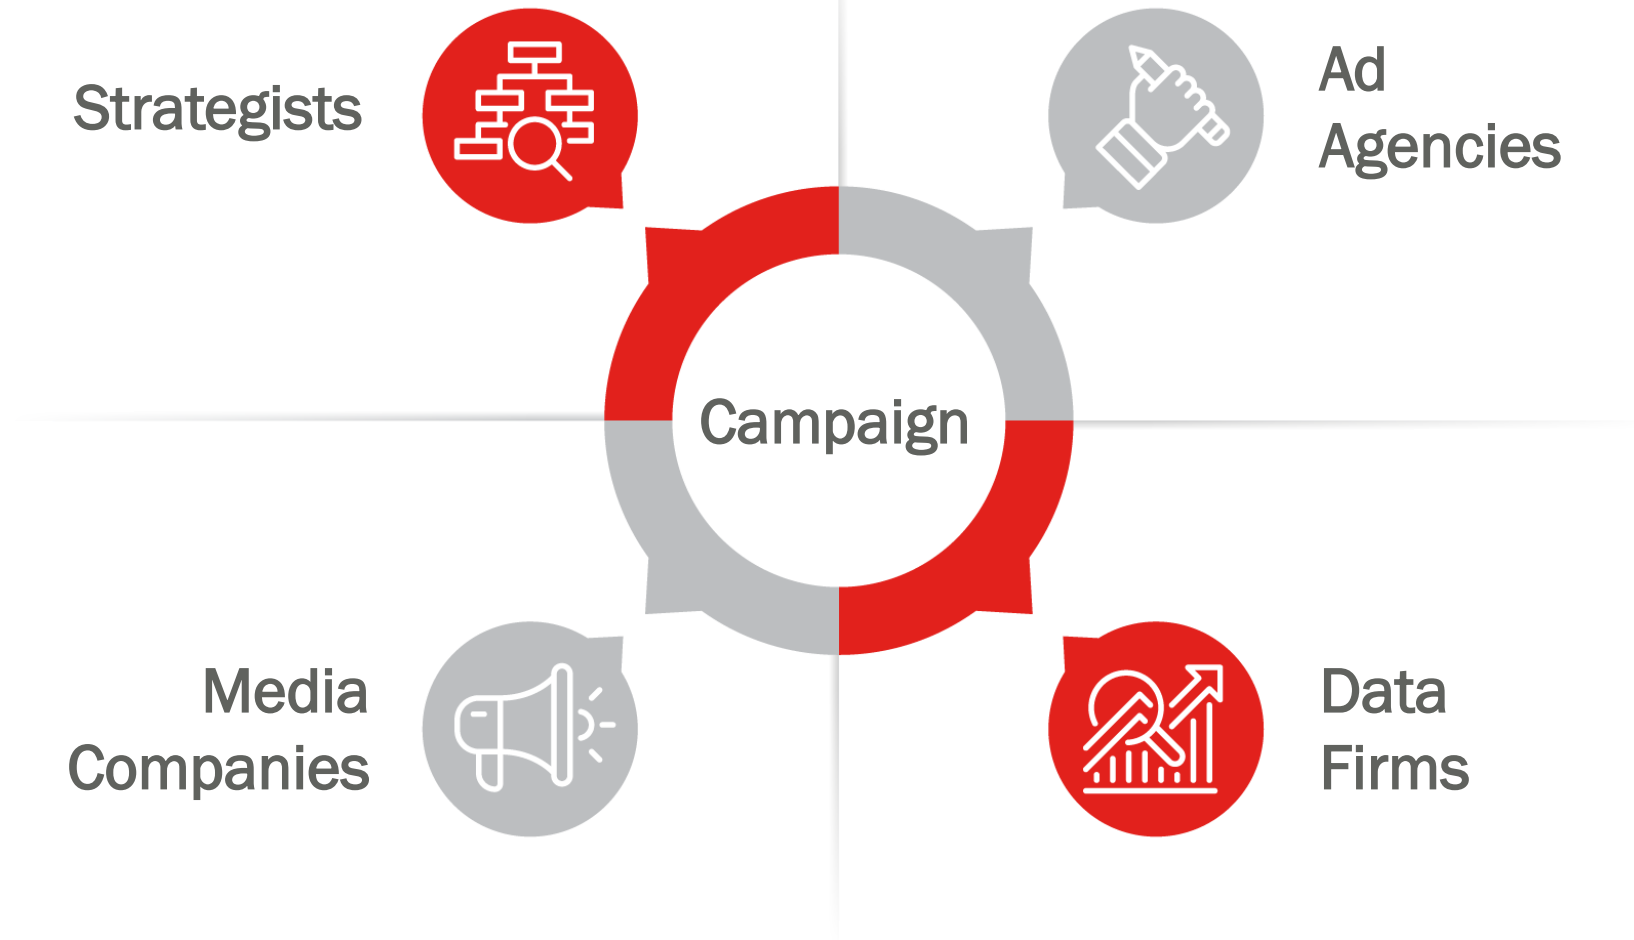 Strategists
Ad
Agencies
Campaign
Media
Companies
Data
Firms